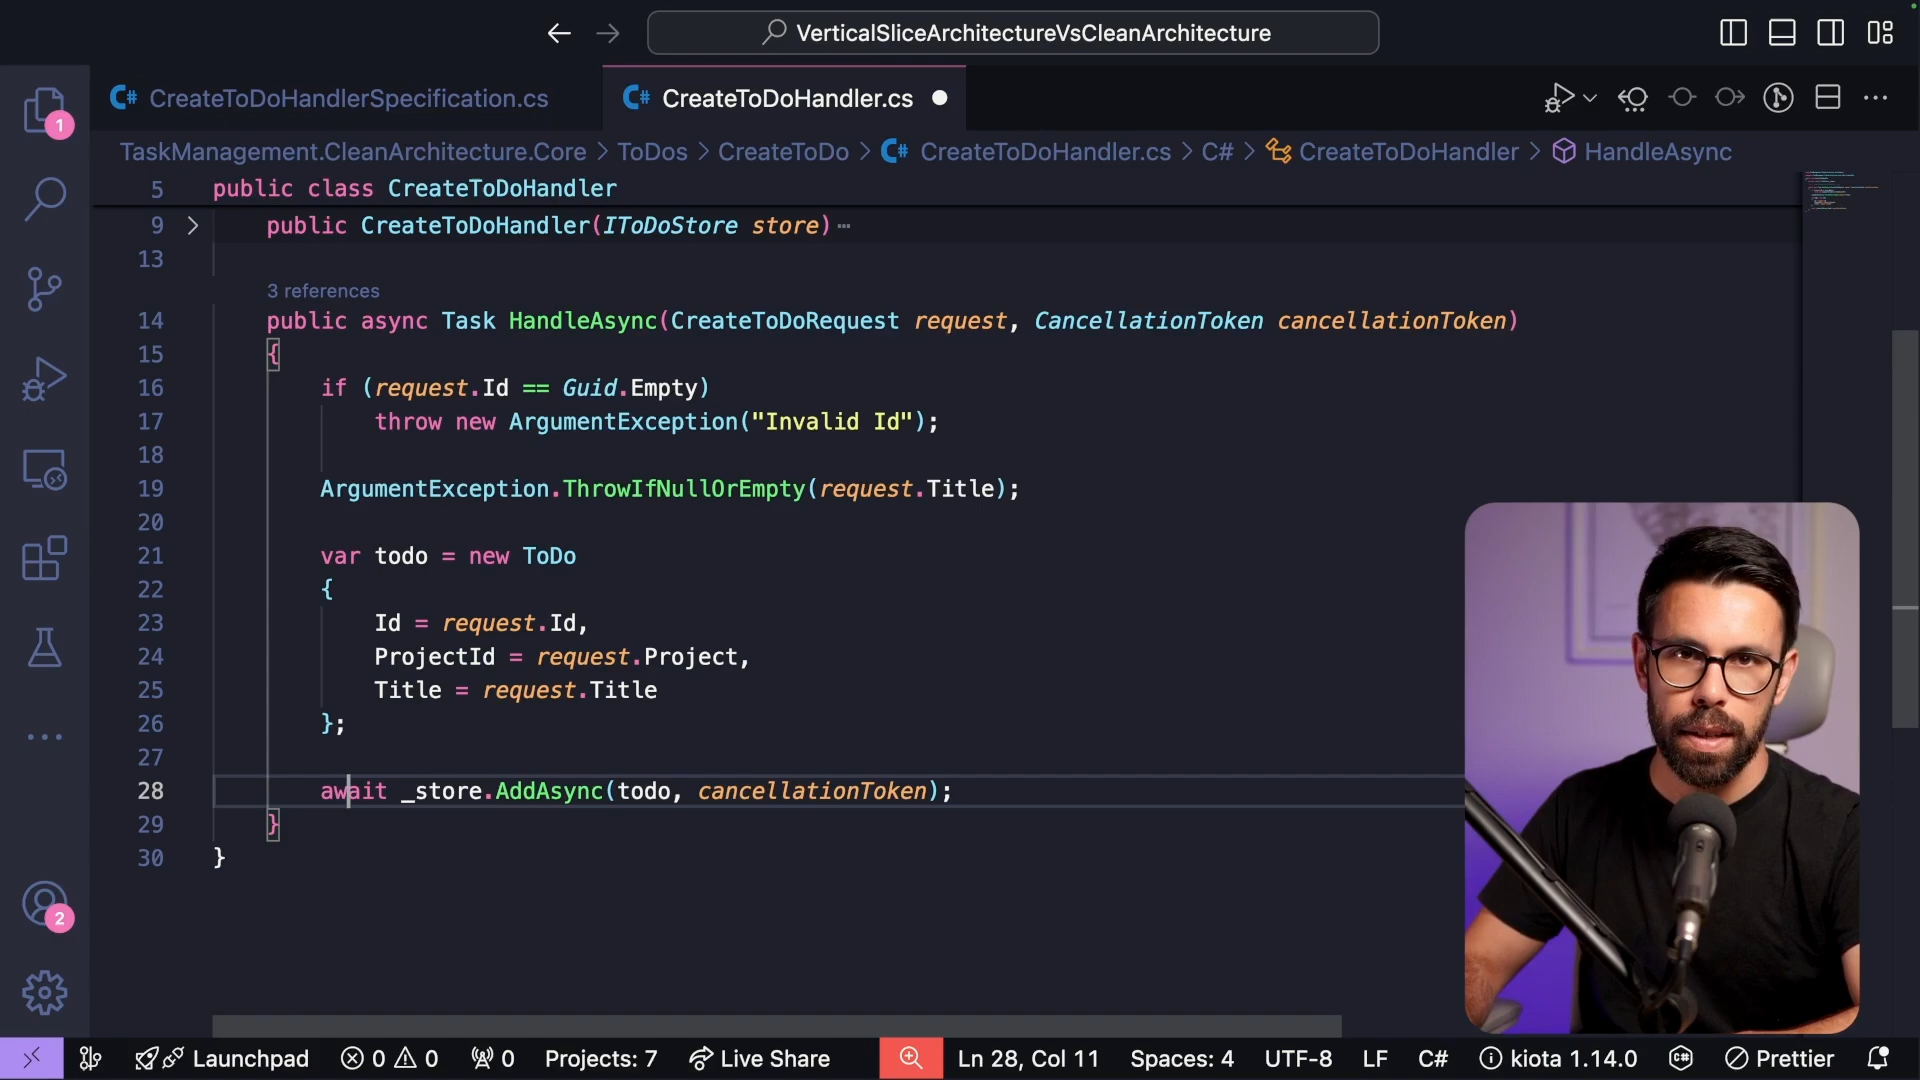 VerticalSliceArchitectureVsCleanArchitecture
C# CreateToDoHandlerSpecification.cs
C# CreateToDoHandler.cs
1
TaskManagement.CleanArchitecture.Core > ToDos > CreateToDo > C# CreateToDoHandler.cs > C# > CreateToDoHandler > HandleAsync
5 public class CreateToDoHandler
9 public CreateToDoHandler(IToDoStore store)
13
3 references
14 public async Task HandleAsync(CreateToDoRequest request, CancellationToken cancellationToken)
15 {
16 if (request.Id == Guid.Empty)
17 throw new ArgumentException("Invalid Id");
18
19 ArgumentException.ThrowIfNullOrEmpty(request.Title);
20
21 var todo = new ToDo
22 {
23 Id = request.Id,
24 ProjectId = request.Project,
25 Title = request.Title
26 };
27
28 await _store.AddAsync(todo, cancellationToken);
29 }
30 }
2
Launchpad 0 0 0 Projects: 7 Live Share Ln 28, Col 11 Spaces: 4 UTF-8 LF C# kiota 1.14.0 Prettier